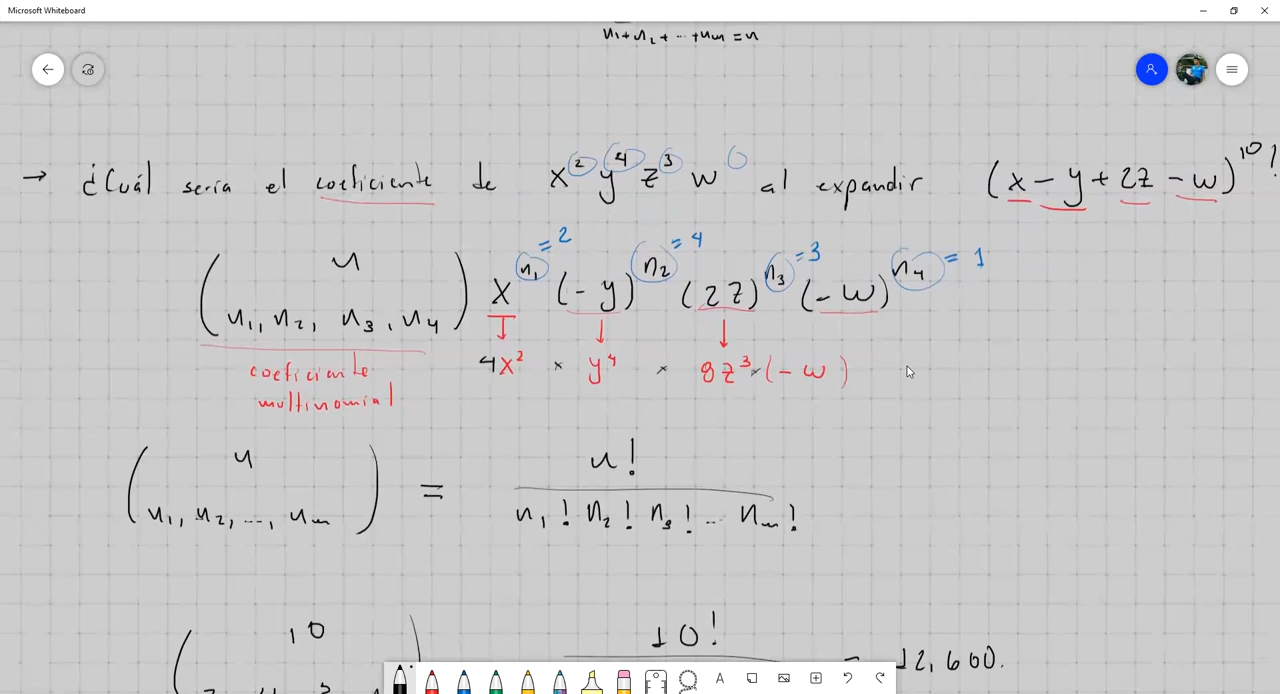 Microsoft Whiteboard
n₁+n₂+ ··· +nₘ=n
→ ¿Cuál sería el coeficiente de x² y⁴ z³ w al expandir (x - y + 2z - w)¹⁰?
( n ) x^n₁ =2 (-y)^n₂ =4 (2z)^n₃ =3 (-w)^n₄ = 1
n₁, n₂, n₃, n₄
4x² × y⁴ × 8z³ × (-w)
coeficiente
multinomial
( n ) = n!
n₁, n₂, ..., nₘ n₁! n₂! n₃! ... nₘ!
( 10 ) 10! = 12,600.